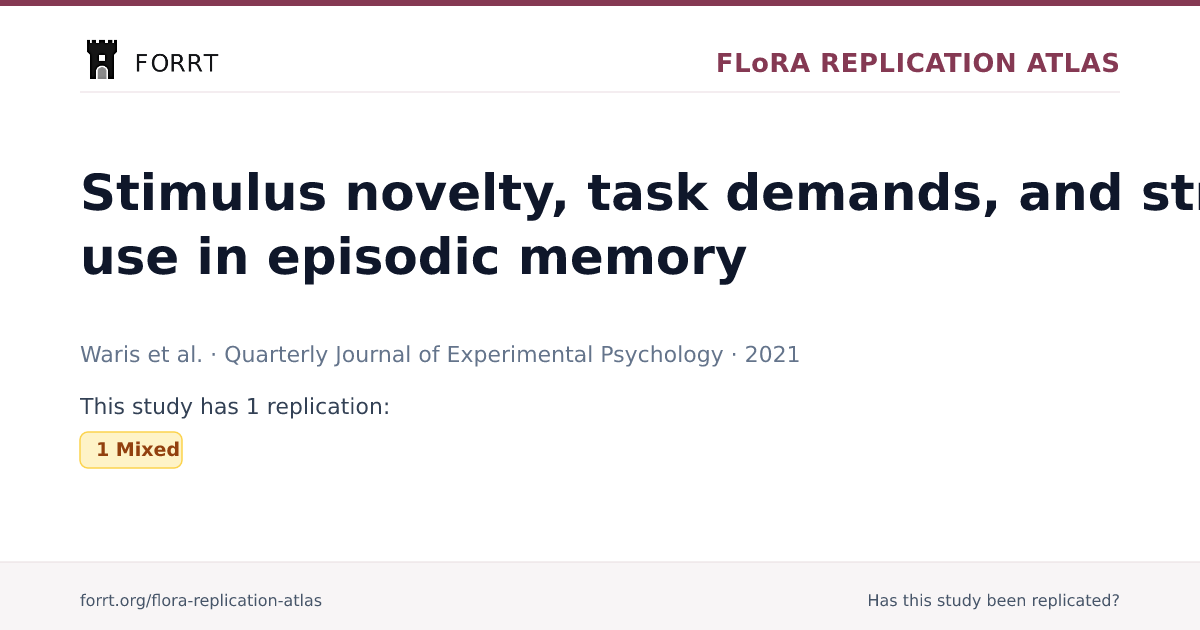 FORRT
FLoRA REPLICATION ATLAS
Stimulus novelty, task demands, and
use in episodic memory
Waris et al. · Quarterly Journal of Experimental Psychology · 2021
This study has 1 replication:
1 Mixed
forrt.org/flora-replication-atlas
Has this study been replicated?